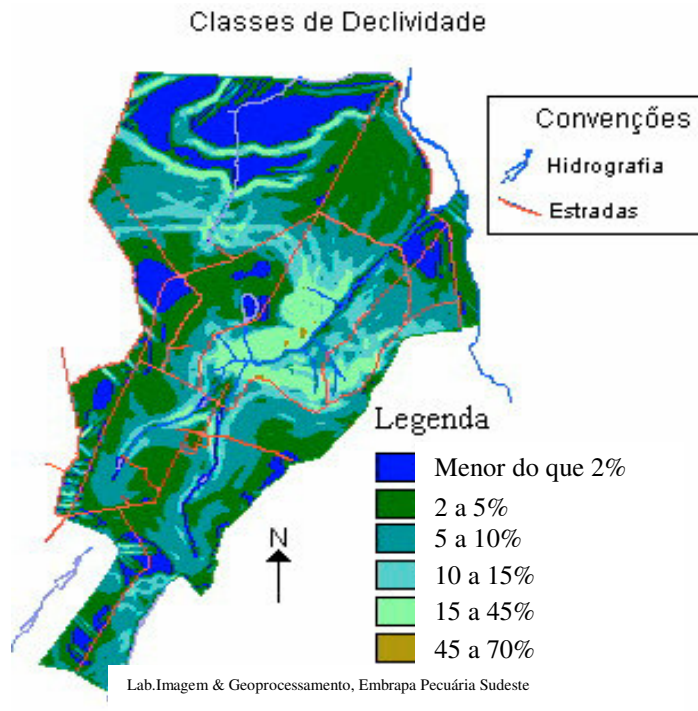 Classes de Declividade
Convenções
Hidrografia
Estradas
Legenda
Menor do que 2%
2 a 5%
5 a 10%
10 a 15%
15 a 45%
45 a 70%
N
Lab.Imagem & Geoprocessamento, Embrapa Pecuária Sudeste